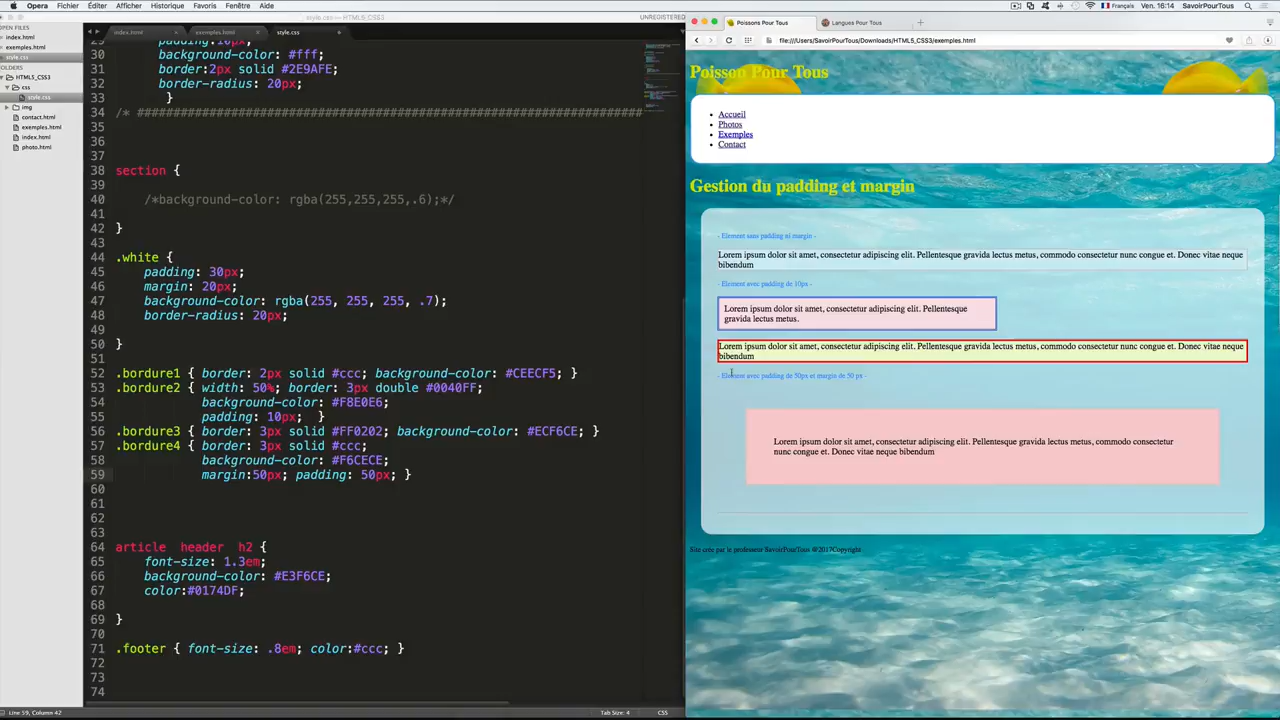 Opera Fichier Éditer Afficher Historique Favoris Fenêtre Aide
Français Ven. 16:14 SavoirPourTous
style.css — HTML5_CSS3
UNREGISTERED
OPEN FILES
index.html
exemples.html
style.css
FOLDERS
HTML5_CSS3
css
style.css
img
contact.html
exemples.html
index.html
photo.html
index.html exemples.html style.css
padding:10px;
30 background-color: #fff;
31 border:2px solid #2E9AFE;
32 border-radius: 20px;
33 }
34 /* ######################################################################
35
36
37
38 section {
39
40 /*background-color: rgba(255,255,255,.6);*/
41
42 }
43
44 .white {
45 padding: 30px;
46 margin: 20px;
47 background-color: rgba(255, 255, 255, .7);
48 border-radius: 20px;
49
50 }
51
52 .bordure1 { border: 2px solid #ccc; background-color: #CEECF5; }
53 .bordure2 { width: 50%; border: 3px double #0040FF;
54 background-color: #F8E0E6;
55 padding: 10px; }
56 .bordure3 { border: 3px solid #FF0202; background-color: #ECF6CE; }
57 .bordure4 { border: 3px solid #ccc;
58 background-color: #F6CECE;
59 margin:50px; padding: 50px; }
60
61
62
63
64 article header h2 {
65 font-size: 1.3em;
66 background-color: #E3F6CE;
67 color:#0174DF;
68
69 }
70
71 .footer { font-size: .8em; color:#ccc; }
72
73
74
Line 59, Column 42
Tab Size: 4
CSS
Poissons Pour Tous
Langues Pour Tous
file:///Users/SavoirPourTous/Downloads/HTML5_CSS3/exemples.html
Poisson Pour Tous
Accueil
Photos
Exemples
Contact
Gestion du padding et margin
- Element sans padding ni margin -
Lorem ipsum dolor sit amet, consectetur adipiscing elit. Pellentesque gravida lectus metus, commodo consectetur nunc congue et. Donec vitae neque
bibendum
- Element avec padding de 10px -
Lorem ipsum dolor sit amet, consectetur adipiscing elit. Pellentesque
gravida lectus metus.
Lorem ipsum dolor sit amet, consectetur adipiscing elit. Pellentesque gravida lectus metus, commodo consectetur nunc congue et. Donec vitae neque
bibendum
- Element avec padding de 50px et margin de 50 px -
Lorem ipsum dolor sit amet, consectetur adipiscing elit. Pellentesque gravida lectus metus, commodo consectetur
nunc congue et. Donec vitae neque bibendum
Site crée par le professeur SavoirPourTous @2017Copyright